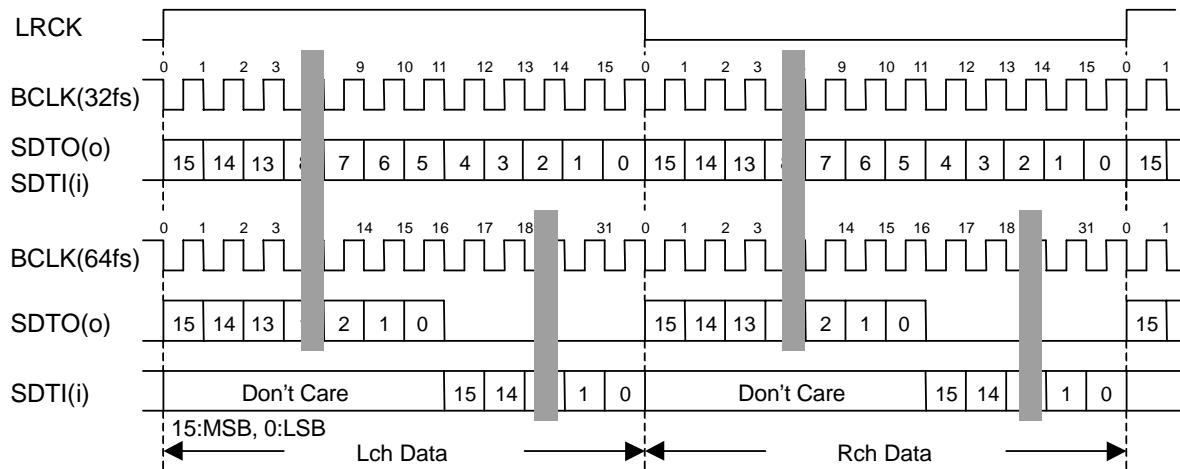 LRCK
0 1 2 3 9 10 11 12 13 14 15 0 1 2 3 9 10 11 12 13 14 15 0 1
BCLK(32fs)
SDTO(o) 15 14 13 7 6 5 4 3 2 1 0 15 14 13 7 6 5 4 3 2 1 0 15
SDTI(i)
0 1 2 3 14 15 16 17 18 31 0 1 2 3 14 15 16 17 18 31 0 1
BCLK(64fs)
SDTO(o) 15 14 13 2 1 0 15 14 13 2 1 0 15
SDTI(i) Don't Care 15 14 1 0 Don't Care 15 14 1 0
15:MSB, 0:LSB
Lch Data Rch Data